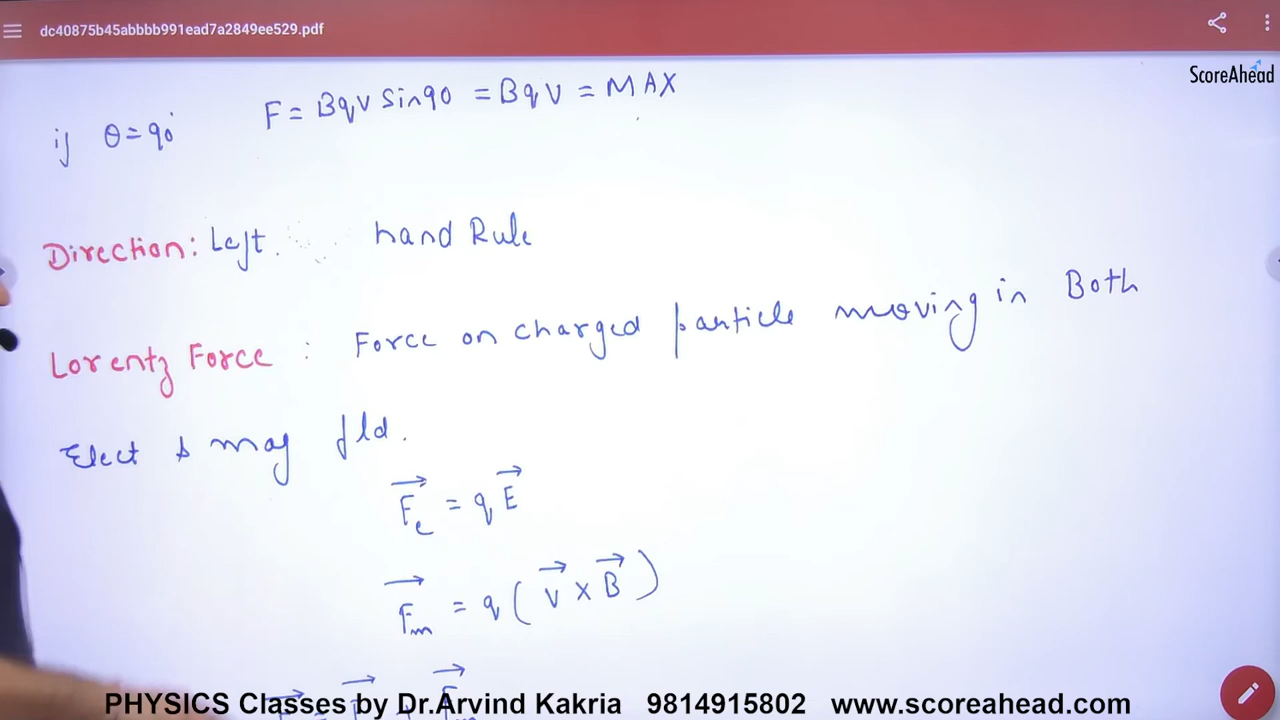 dc40875b45abbbb991ead7a2849ee529.pdf
ScoreAhead
if θ = 90° F = BqV Sin90 = BqV = MAX
Direction: Left hand Rule
Lorentz Force : Force on charged particle moving in Both
Elect & mag fld.
F⃗e = q E⃗
F⃗m = q ( V⃗ × B⃗ )
PHYSICS Classes by Dr.Arvind Kakria 9814915802 www.scoreahead.com